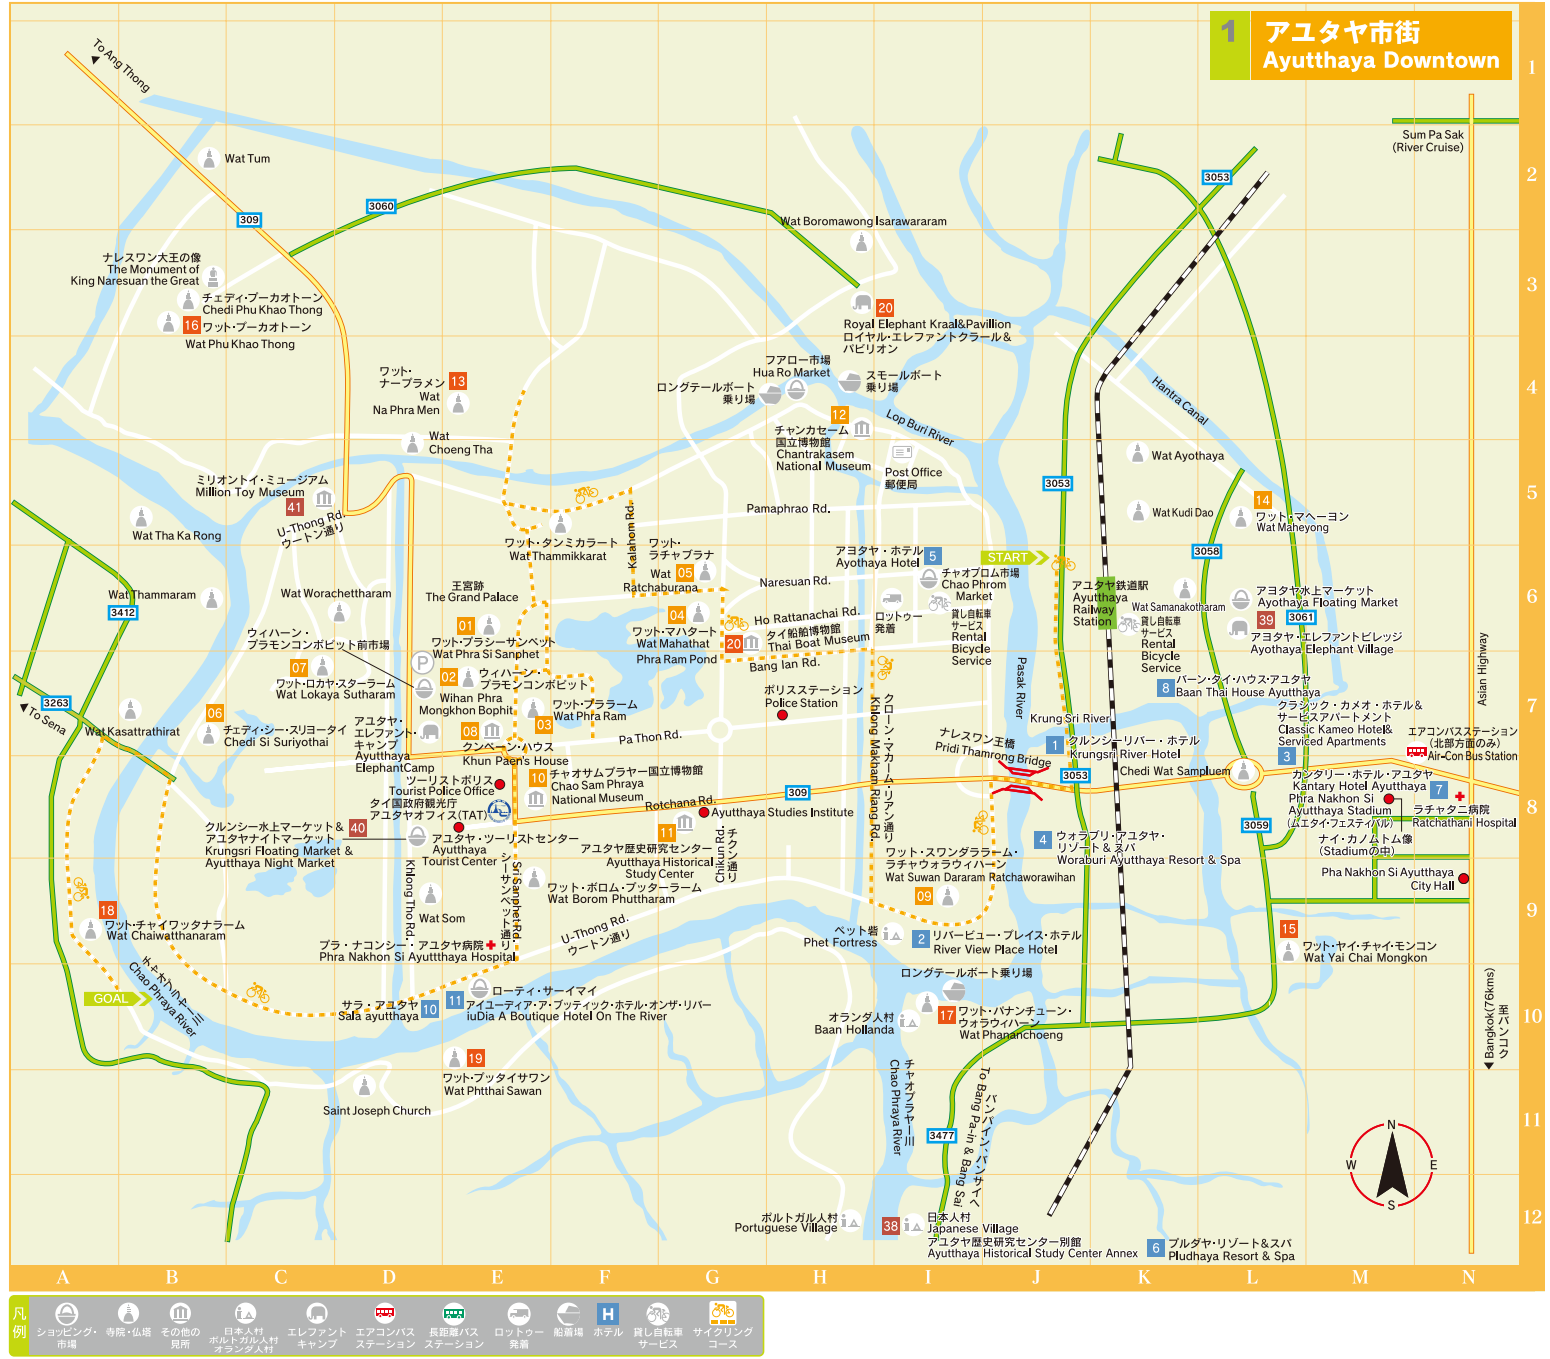 1
アユタヤ市街
Ayutthaya Downtown
To Ang Thong
Sum Pa Sak
(River Cruise)
Wat Tum
3053
3060
309
Wat Boromawong Isarawararam
ナレスワン大王の像
The Monument of
King Naresuan the Great
チェディ・プーカオトーン
Chedi Phu Khao Thong
16
ワット・プーカオトーン
Wat Phu Khao Thong
20
Royal Elephant Kraal&Pavillion
ロイヤル・エレファントクラール&
パビリオン
フアロー市場
Hua Ro Market
スモールボート
乗り場
ロングテールボート
乗り場
ワット・
ナープラメン
13
Wat
Na Phra Men
Hantra Canal
Lop Buri River
12
チャンカセーム
国立博物館
Chantrakasem
National Museum
Wat
Choeng Tha
Post Office
郵便局
Wat Ayothaya
ミリオントイ・ミュージアム
Million Toy Museum
41
U-Thong Rd.
ウートン通り
3053
14
ワット・マヘーヨン
Wat Maheyong
Wat Kudi Dao
Pamaphrao Rd.
Kalahom Rd.
Wat Tha Ka Rong
ワット・タンミカラート
Wat Thammikkarat
ワット・
ラチャブラナ
Wat
05
Ratchaburana
アヨタヤ・ホテル
Ayothaya Hotel
5
START
3058
Naresuan Rd.
チャオプロム市場
Chao Phrom
Market
アユタヤ鉄道駅
Ayutthaya
Railway
Station
アヨタヤ水上マーケット
Ayothaya Floating Market
39
3061
アヨタヤ・エレファントビレッジ
Ayothaya Elephant Village
Wat Samanakotharam
貸し自転車
サービス
Rental
Bicycle
Service
王宮跡
The Grand Palace
Wat Worachettharam
Wat Thammaram
3412
ロットゥー
発着
貸し自転車
サービス
Rental
Bicycle
Service
Ho Rattanachai Rd.
04
ワット・マハタート
Wat Mahathat
20
タイ船舶博物館
Thai Boat Museum
Phra Ram Pond
Bang Ian Rd.
01
ワット・プラシーサンペット
Wat Phra Si Sanphet
ウィハーン・
プラモンコンボピット前市場
P
02
ウィハーン・
プラモンコンボピット
Wihan Phra
Mongkhon Bophit
07
ワット・ロカヤ・スターラーム
Wat Lokaya Sutharam
Asian Highway
Pasak River
3263
To Sena
Wat Kasattrathirat
06
チェディ・シー・スリヨータイ
Chedi Si Suriyothai
ワット・プララーム
Wat Phra Ram
03
ポリスステーション
Police Station
クローン・マカーム・リアン通り
Khlong Makham Riang Rd.
8
バーン・タイ・ハウス・アユタヤ
Baan Thai House Ayutthaya
クラシック・カメオ・ホテル&
サービスアパートメント
Classic Kameo Hotel&
Serviced Apartments
3
Krung Sri River
1
クルンシーリバー・ホテル
Krungsri River Hotel
ナレスワン王橋
Pridi Thamrong Bridge
Chedi Wat Sampluem
エアコンバスステーション
(北部方面のみ)
Air-Con Bus Station
アユタヤ・
エレファント・
キャンプ
Ayutthaya
ElephantCamp
08
クンペーン・ハウス
Khun Paen's House
Pa Thon Rd.
10
チャオサムプラヤー国立博物館
Chao Sam Phraya
National Museum
ツーリストポリス
Tourist Police Office
タイ国政府観光庁
アユタヤオフィス(TAT)
3053
カンタリー・ホテル・アユタヤ
Kantary Hotel Ayutthaya
7
Phra Nakhon Si
Ayutthaya Stadium
(ムエタイ・フェスティバル)
ラチャタニ病院
Ratchathani Hospital
ナイ・カノムトム像
(Stadiumの中)
309
Rotchana Rd.
Ayutthaya Studies Institute
クルンシー水上マーケット&
アユタヤナイトマーケット
Krungsri Floating Market &
Ayutthaya Night Market
40
アユタヤ・ツーリストセンター
Ayutthaya
Tourist Center
11
アユタヤ歴史研究センター
Ayutthaya Historical
Study Center
チクン通り
Chikun Rd.
3059
4
ウォラブリ・アユタヤ・
リゾート&スパ
Woraburi Ayutthaya Resort & Spa
ワット・スワンダララーム・
ラチャウォラウィハーン
Wat Suwan Dararam Ratchaworawihan
09
Pha Nakhon Si Ayutthaya
City Hall
Khlong Tho Rd.
シーサンペット通り
Sri Sanphet Rd.
ワット・ボロム・プッターラーム
Wat Borom Phuttharam
Wat Som
18
ワット・チャイワッタナラーム
Wat Chaiwatthanaram
U-Thong Rd.
ウートン通り
プラ・ナコンシー・アユタヤ病院
Phra Nakhon Si Ayuttthaya Hospital
ペット砦
Phet Fortress
2
リバービュー・プレイス・ホテル
River View Place Hotel
15
ワット・ヤイ・チャイ・モンコン
Wat Yai Chai Mongkon
ロングテールボート乗り場
GOAL
チャオプラヤー川
Chao Phraya River
サラ・アユタヤ
Sala ayutthaya
10
11
ローティ・サーイマイ
アイユーディア・ア・ブッティック・ホテル・オンザ・リバー
iuDia A Boutique Hotel On The River
オランダ人村
Baan Hollanda
17
ワット・パナンチューン・
ウォラウィハーン
Wat Phananchoeng
至バンコク
Bangkok(76kms)
19
ワット・プッタイサワン
Wat Phtthai Sawan
Saint Joseph Church
チャオプラヤー川
Chao Phraya River
バンパイン、バンサイへ
To Bang Pa-in & Bang Sai
3477
N
W
E
S
ポルトガル人村
Portuguese Village
38
日本人村
Japanese Village
アユタヤ歴史研究センター別館
Ayutthaya Historical Study Center Annex
6
プルダヤ・リゾート&スパ
Pludhaya Resort & Spa
1
2
3
4
5
6
7
8
9
10
11
12
A B C D E F G H I J K L M N
凡例
ショッピング・
市場
寺院・仏塔
その他の
見所
日本人村
ポルトガル人村
オランダ人村
エレファント
キャンプ
エアコンバス
ステーション
長距離バス
ステーション
ロットゥー
発着
船着場
H
ホテル
貸し自転車
サービス
サイクリング
コース